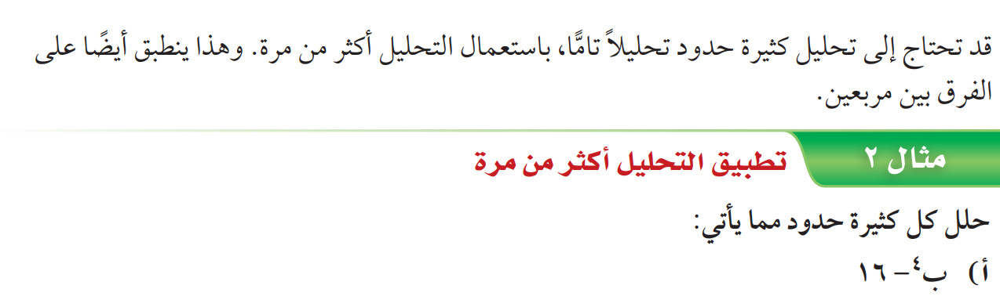 قد تحتاج إلى تحليل كثيرة حدود تحليلاً تامًّا، باستعمال التحليل أكثر من مرة. وهذا ينطبق أيضًا على
الفرق بين مربعين.
مثال ٢ تطبيق التحليل أكثر من مرة
حلل كل كثيرة حدود مما يأتي:
أ) ب⁴ – ١٦